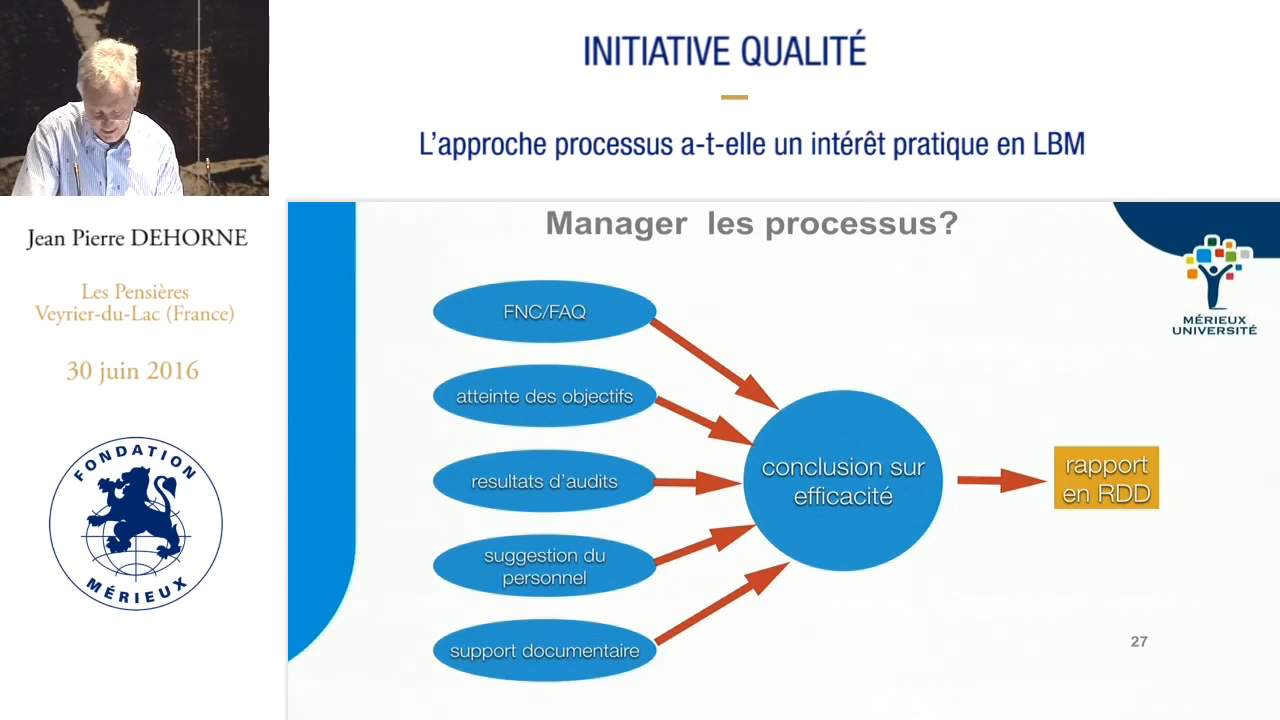 INITIATIVE QUALITÉ
L'approche processus a-t-elle un intérêt pratique en LBM
Jean Pierre DEHORNE
Les Pensières
Veyrier-du-Lac (France)
30 juin 2016
FONDATION
MÉRIEUX
Manager les processus?
MÉRIEUX
UNIVERSITÉ
FNC/FAQ
atteinte des objectifs
resultats d'audits
suggestion du
personnel
support documentaire
conclusion sur
efficacité
rapport
en RDD
27